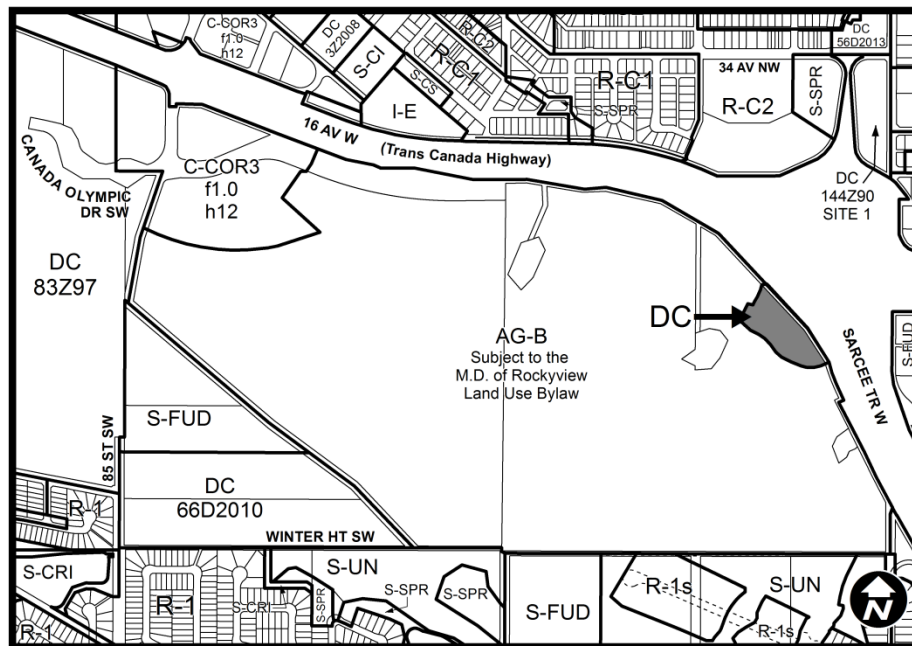 C-COR3
f1.0
h12
DC
3Z2008
S-CI
R-C2
R-C1
S-CS
I-E
S-SPR
R-C1
34 AV NW
R-C2
S-SPR
DC
56D2013
DC
144Z90
SITE 1
16 AV W
(Trans Canada Highway)
CANADA OLYMPIC
DR SW
C-COR3
f1.0
h12
DC
83Z97
AG-B
Subject to the
M.D. of Rockyview
Land Use Bylaw
DC
SARCEE TR W
S-FUD
S-FUD
85 ST SW
DC
66D2010
WINTER HT SW
R-1
S-CRI
R-1
R-1
S-CRI
S-SPR
S-UN
S-SPR
S-SPR
S-FUD
R-1s
S-UN
R-1s
N